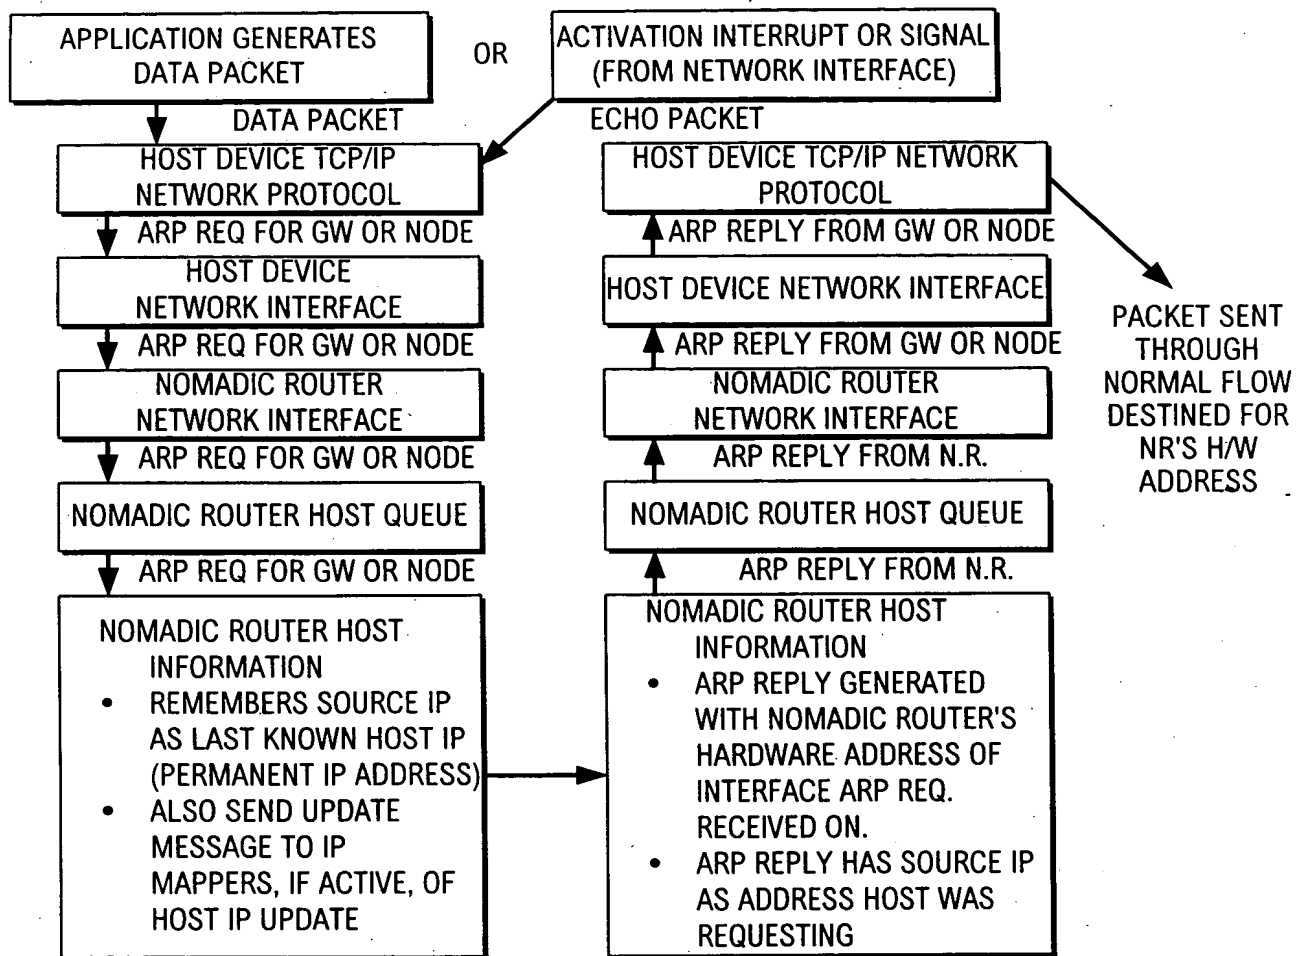 APPLICATION GENERATES
DATA PACKET
OR
ACTIVATION INTERRUPT OR SIGNAL
(FROM NETWORK INTERFACE)
DATA PACKET
ECHO PACKET
HOST DEVICE TCP/IP
NETWORK PROTOCOL
ARP REQ FOR GW OR NODE
HOST DEVICE
NETWORK INTERFACE
ARP REQ FOR GW OR NODE
NOMADIC ROUTER
NETWORK INTERFACE
ARP REQ FOR GW OR NODE
NOMADIC ROUTER HOST QUEUE
ARP REQ FOR GW OR NODE
NOMADIC ROUTER HOST
INFORMATION
• REMEMBERS SOURCE IP
AS LAST KNOWN HOST IP
(PERMANENT IP ADDRESS)
• ALSO SEND UPDATE
MESSAGE TO IP
MAPPERS, IF ACTIVE, OF
HOST IP UPDATE
HOST DEVICE TCP/IP NETWORK
PROTOCOL
ARP REPLY FROM GW OR NODE
HOST DEVICE NETWORK INTERFACE
ARP REPLY FROM GW OR NODE
NOMADIC ROUTER
NETWORK INTERFACE
ARP REPLY FROM N.R.
NOMADIC ROUTER HOST QUEUE
ARP REPLY FROM N.R.
NOMADIC ROUTER HOST
INFORMATION
• ARP REPLY GENERATED
WITH NOMADIC ROUTER'S
HARDWARE ADDRESS OF
INTERFACE ARP REQ.
RECEIVED ON.
• ARP REPLY HAS SOURCE IP
AS ADDRESS HOST WAS
REQUESTING
PACKET SENT
THROUGH
NORMAL FLOW
DESTINED FOR
NR'S H/W
ADDRESS